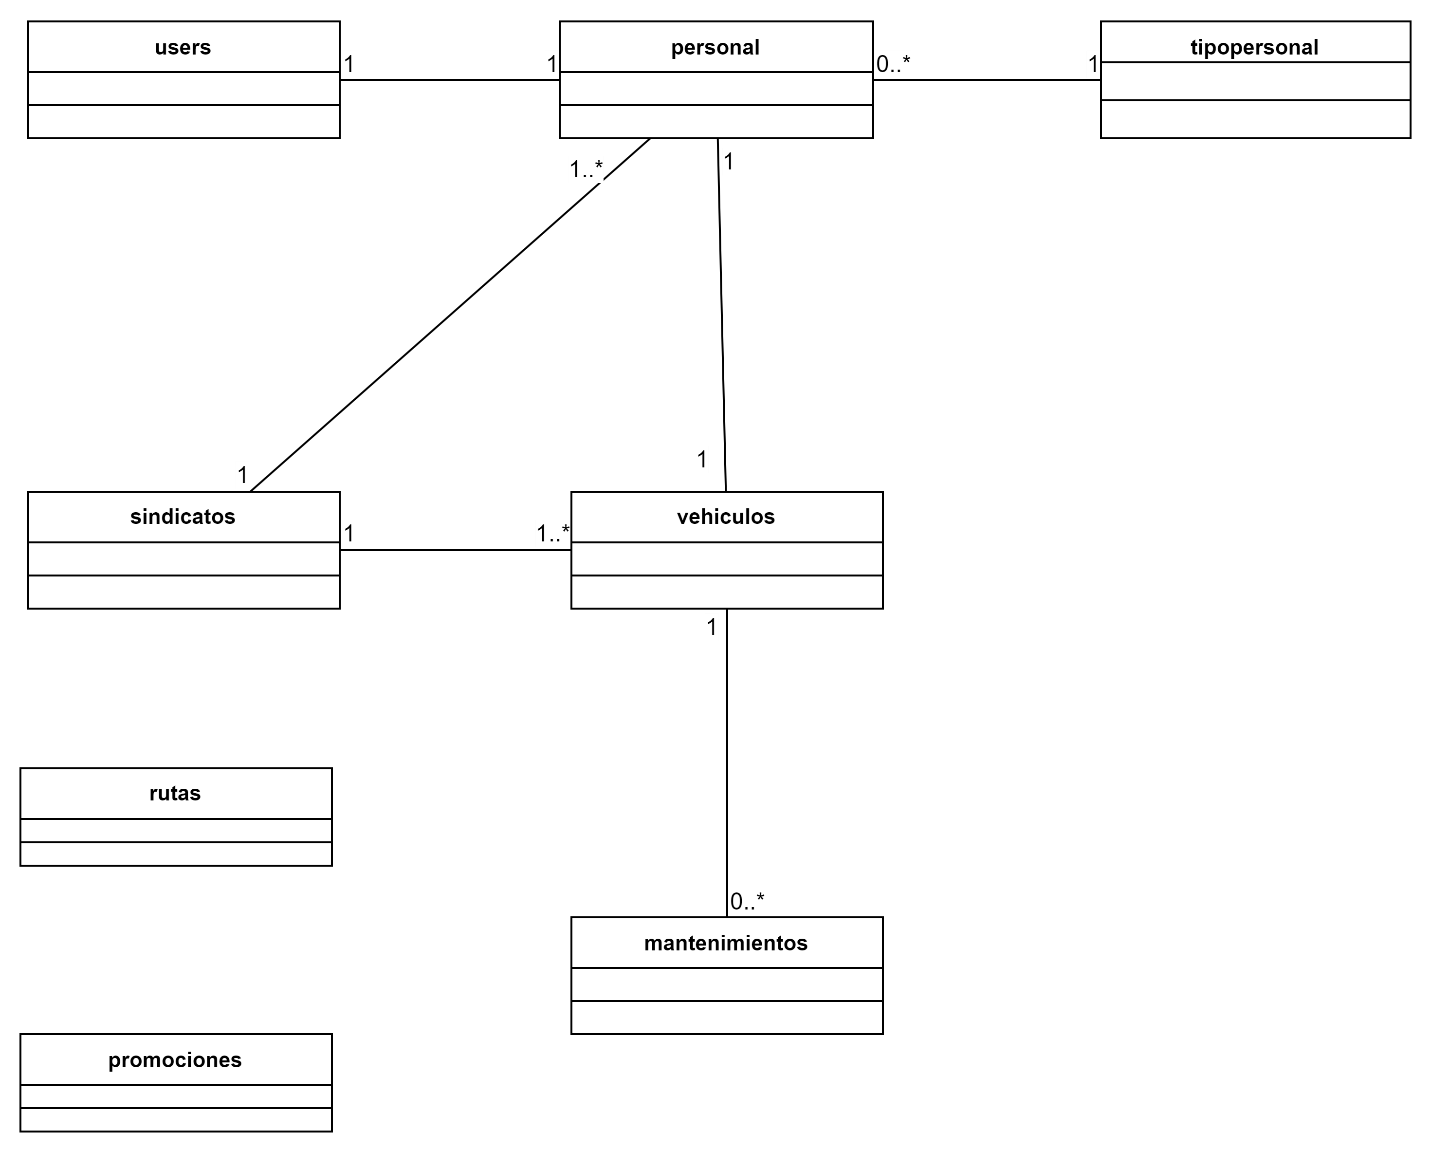 users
personal
tipopersonal
1
1
0..*
1
1..*
1
1
1
sindicatos
vehiculos
1
1..*
1
rutas
0..*
mantenimientos
promociones